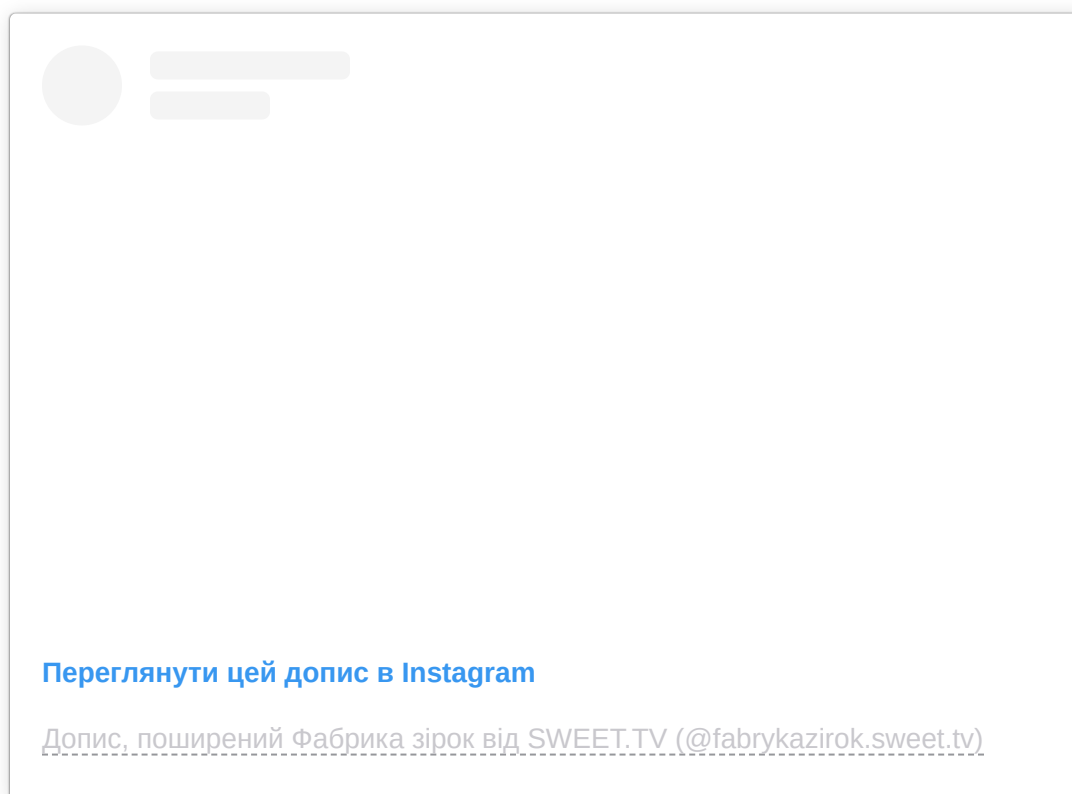 Переглянути цей допис в Instagram
Допис, поширений Фабрика зірок від SWEET.TV (@fabrykazirok.sweet.tv)